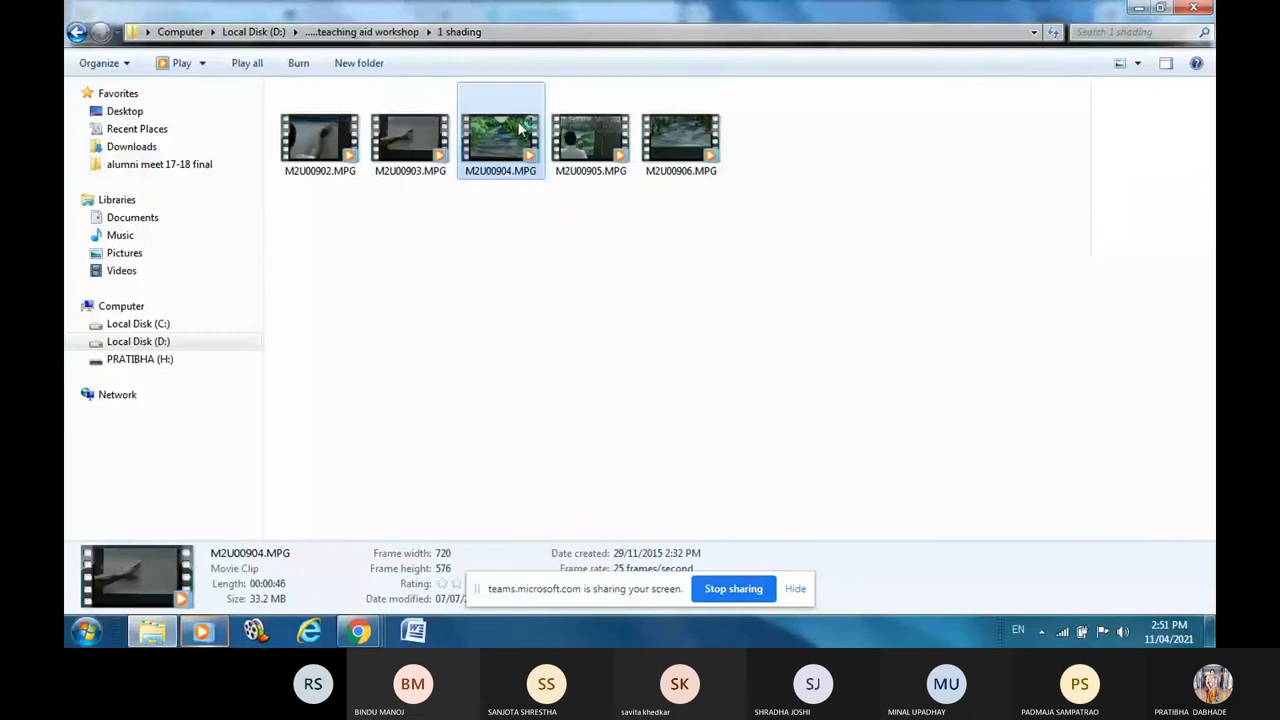 Computer Local Disk (D:) .....teaching aid workshop 1 shading
Search 1 shading
Organize Play Play all Burn New folder
Favorites
Desktop
Recent Places
Downloads
alumni meet 17-18 final
Libraries
Documents
Music
Pictures
Videos
Computer
Local Disk (C:)
Local Disk (D:)
PRATIBHA (H:)
Network
M2U00902.MPG M2U00903.MPG M2U00904.MPG M2U00905.MPG M2U00906.MPG
M2U00904.MPG
Movie Clip
Length: 00:00:46
Size: 33.2 MB
Frame width: 720
Frame height: 576
Rating:
Date modified: 07/07/2
Date created: 29/11/2015 2:32 PM
Frame rate: 25 frames/second
teams.microsoft.com is sharing your screen. Stop sharing Hide
EN
2:51 PM
11/04/2021
RS BM SS SK SJ MU PS
BINDU MANOJ SANJOTA SHRESTHA savita khedkar SHRADHA JOSHI MINAL UPADHAY PADMAJA SAMPATRAO PRATIBHA DABHADE